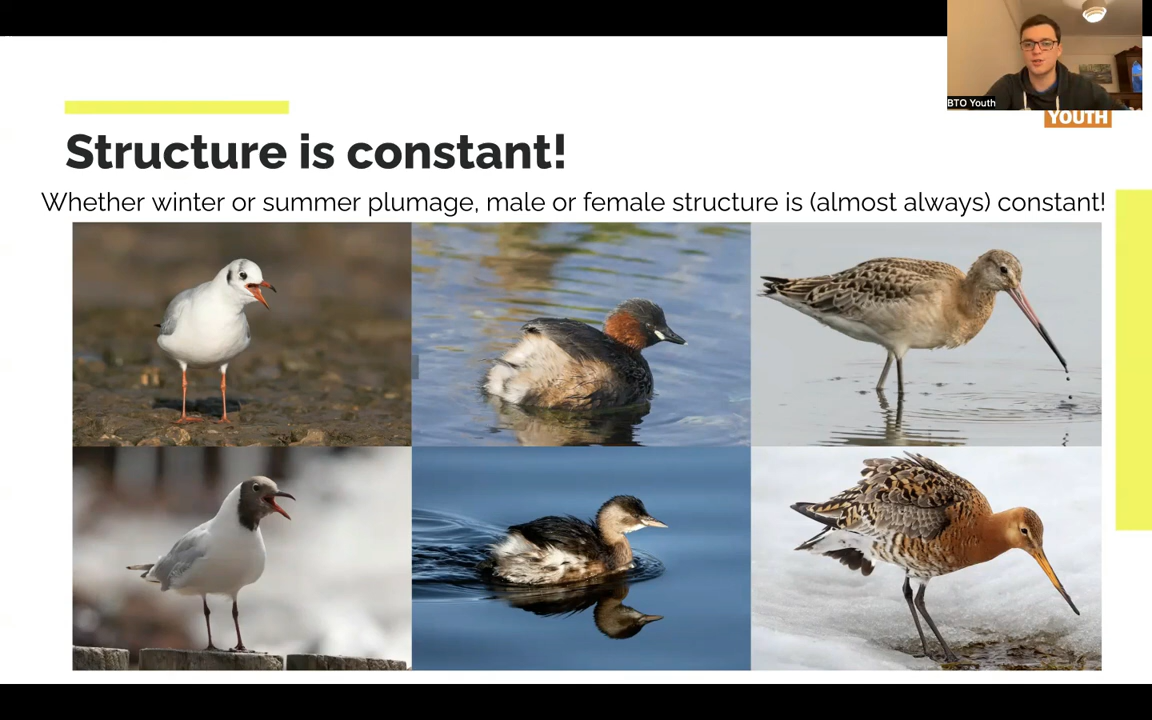 BTO Youth
YOUTH
Structure is constant!
Whether winter or summer plumage, male or female structure is (almost always) constant!